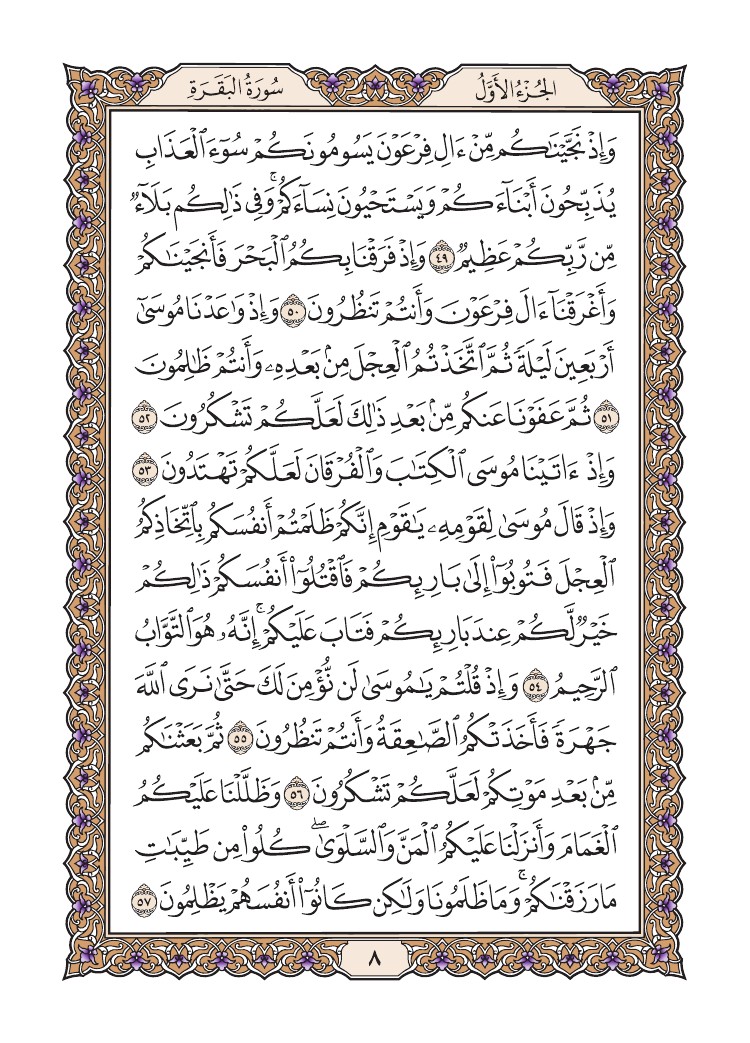 الجُزْءُ الأَوَّلُ
سُورَةُ البَقَرَةِ
وَإِذْ نَجَّيْنَٰكُم مِّنْ ءَالِ فِرْعَوْنَ يَسُومُونَكُمْ سُوٓءَ ٱلْعَذَابِ
يُذَبِّحُونَ أَبْنَآءَكُمْ وَيَسْتَحْيُونَ نِسَآءَكُمْ ۚ وَفِى ذَٰلِكُم بَلَآءٌ
مِّن رَّبِّكُمْ عَظِيمٌ ٤٩ وَإِذْ فَرَقْنَا بِكُمُ ٱلْبَحْرَ فَأَنجَيْنَٰكُمْ
وَأَغْرَقْنَآ ءَالَ فِرْعَوْنَ وَأَنتُمْ تَنظُرُونَ ٥٠ وَإِذْ وَٰعَدْنَا مُوسَىٰٓ
أَرْبَعِينَ لَيْلَةً ثُمَّ ٱتَّخَذْتُمُ ٱلْعِجْلَ مِنۢ بَعْدِهِۦ وَأَنتُمْ ظَٰلِمُونَ
٥١ ثُمَّ عَفَوْنَا عَنكُم مِّنۢ بَعْدِ ذَٰلِكَ لَعَلَّكُمْ تَشْكُرُونَ ٥٢
وَإِذْ ءَاتَيْنَا مُوسَى ٱلْكِتَٰبَ وَٱلْفُرْقَانَ لَعَلَّكُمْ تَهْتَدُونَ ٥٣
وَإِذْ قَالَ مُوسَىٰ لِقَوْمِهِۦ يَٰقَوْمِ إِنَّكُمْ ظَلَمْتُمْ أَنفُسَكُم بِٱتِّخَاذِكُمُ
ٱلْعِجْلَ فَتُوبُوٓا۟ إِلَىٰ بَارِئِكُمْ فَٱقْتُلُوٓا۟ أَنفُسَكُمْ ذَٰلِكُمْ
خَيْرٌ لَّكُمْ عِندَ بَارِئِكُمْ فَتَابَ عَلَيْكُمْ ۚ إِنَّهُۥ هُوَ ٱلتَّوَّابُ
ٱلرَّحِيمُ ٥٤ وَإِذْ قُلْتُمْ يَٰمُوسَىٰ لَن نُّؤْمِنَ لَكَ حَتَّىٰ نَرَى ٱللَّهَ
جَهْرَةً فَأَخَذَتْكُمُ ٱلصَّٰعِقَةُ وَأَنتُمْ تَنظُرُونَ ٥٥ ثُمَّ بَعَثْنَٰكُم
مِّنۢ بَعْدِ مَوْتِكُمْ لَعَلَّكُمْ تَشْكُرُونَ ٥٦ وَظَلَّلْنَا عَلَيْكُمُ
ٱلْغَمَامَ وَأَنزَلْنَا عَلَيْكُمُ ٱلْمَنَّ وَٱلسَّلْوَىٰ ۖ كُلُوا۟ مِن طَيِّبَٰتِ
مَا رَزَقْنَٰكُمْ ۚ وَمَا ظَلَمُونَا وَلَٰكِن كَانُوٓا۟ أَنفُسَهُمْ يَظْلِمُونَ ٥٧
٨